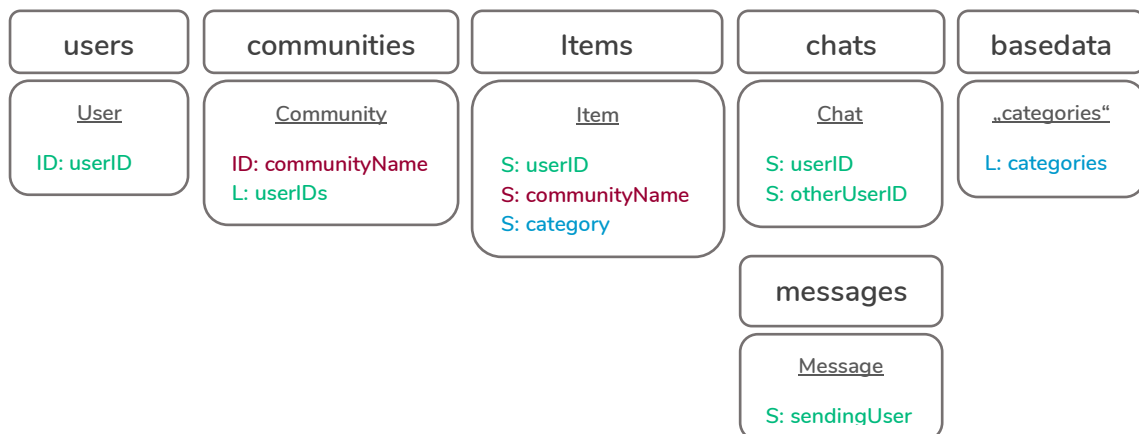 users
User
ID: userID
communities
Community
ID: communityName
L: userIDs
Items
Item
S: userID
S: communityName
S: category
chats
Chat
S: userID
S: otherUserID
messages
Message
S: sendingUser
basedata
„categories“
L: categories